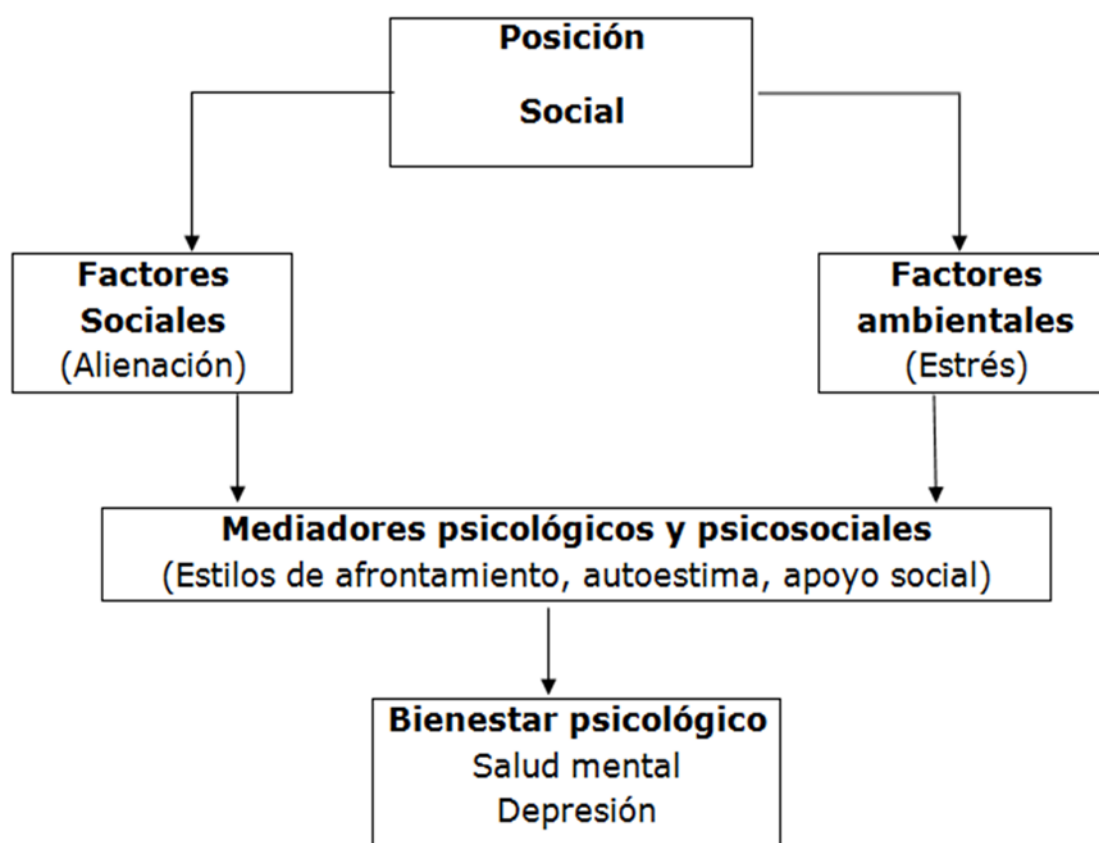 Posición
Social
Factores
Sociales
(Alienación)
Factores
ambientales
(Estrés)
Mediadores psicológicos y psicosociales
(Estilos de afrontamiento, autoestima, apoyo social)
Bienestar psicológico
Salud mental
Depresión